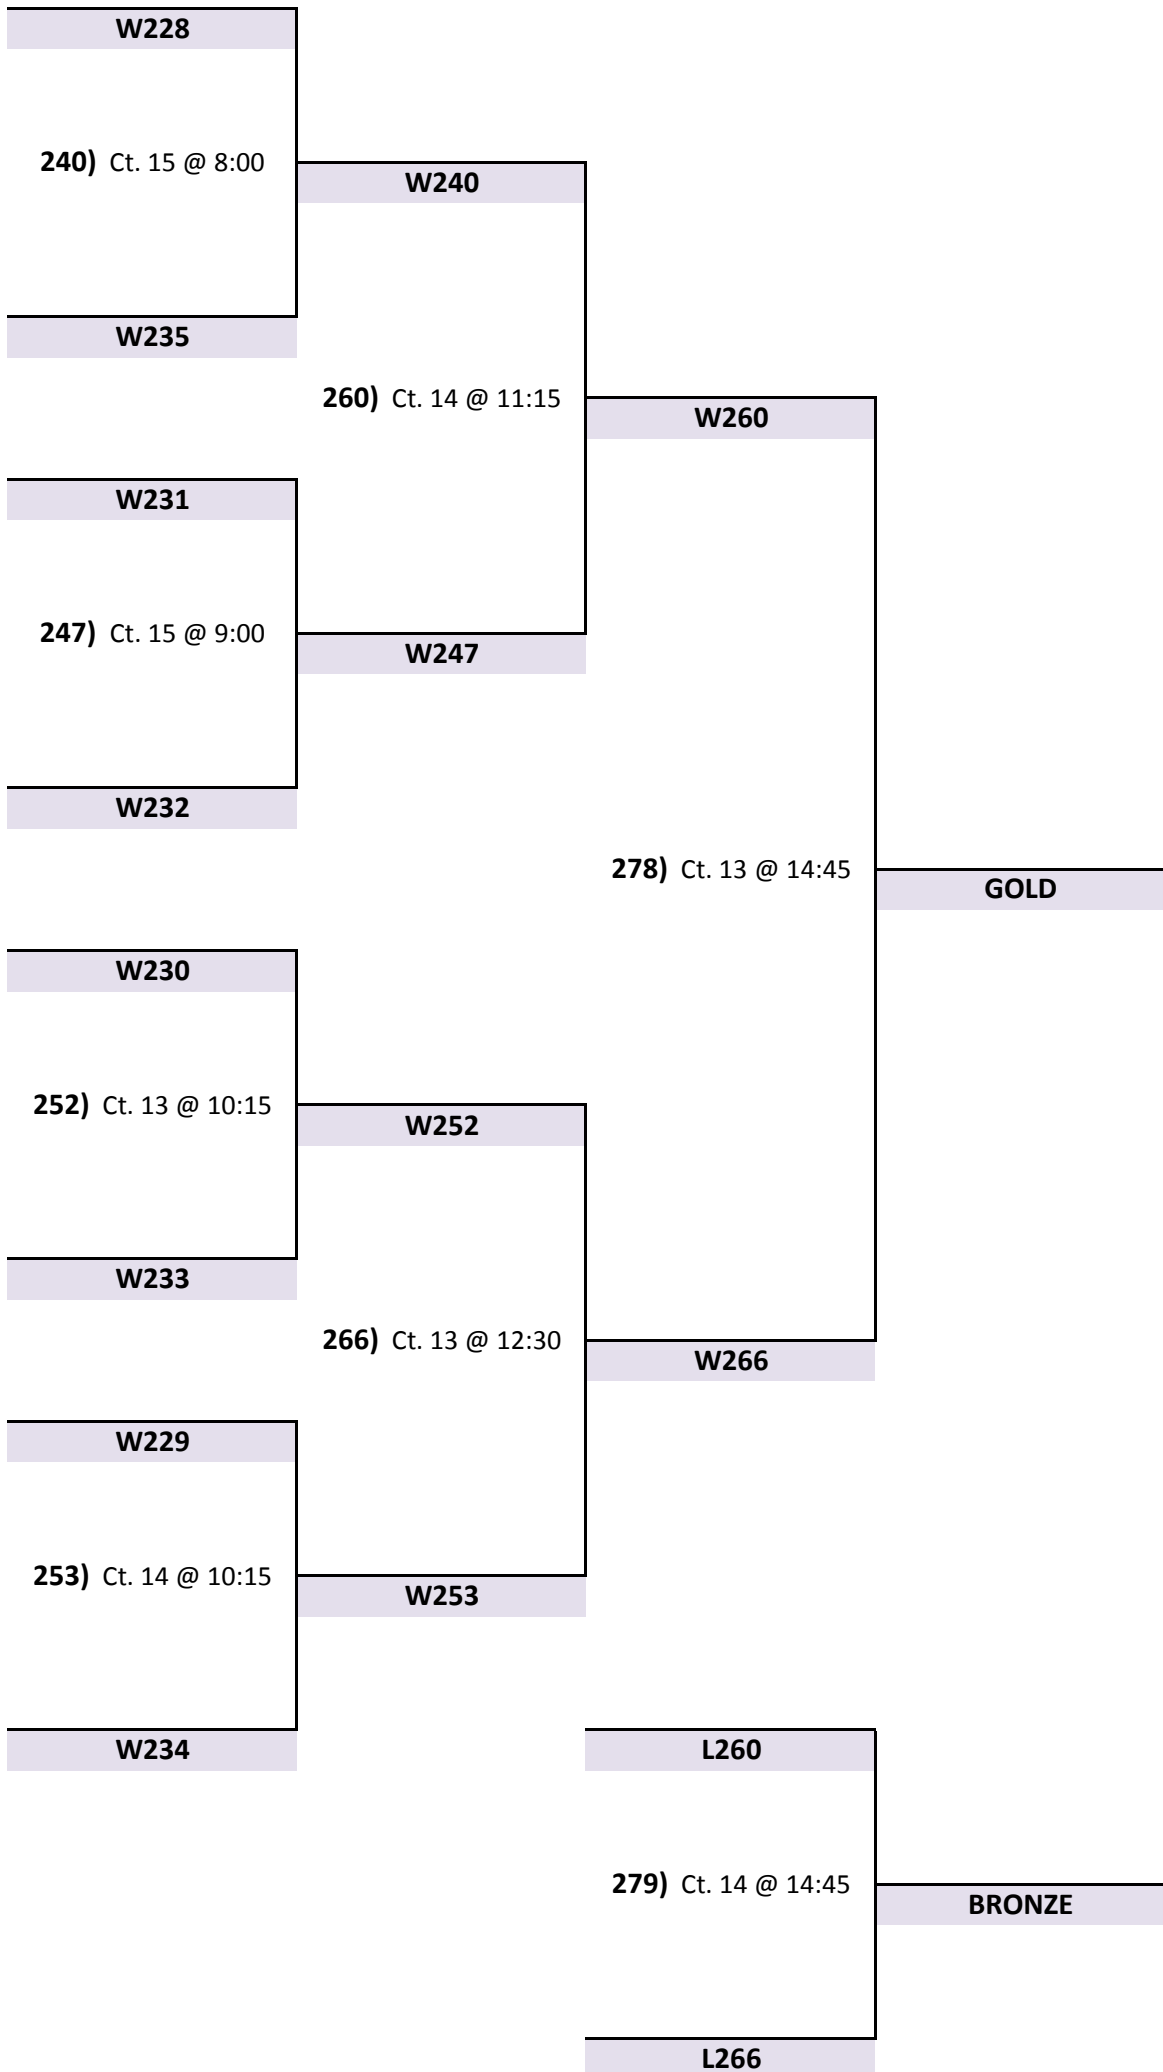 W228
240) Ct. 15 @ 8:00
W240
W235
260) Ct. 14 @ 11:15
W260
W231
247) Ct. 15 @ 9:00
W247
W232
278) Ct. 13 @ 14:45
GOLD
W230
252) Ct. 13 @ 10:15
W252
W233
266) Ct. 13 @ 12:30
W266
W229
253) Ct. 14 @ 10:15
W253
W234
L260
279) Ct. 14 @ 14:45
BRONZE
L266